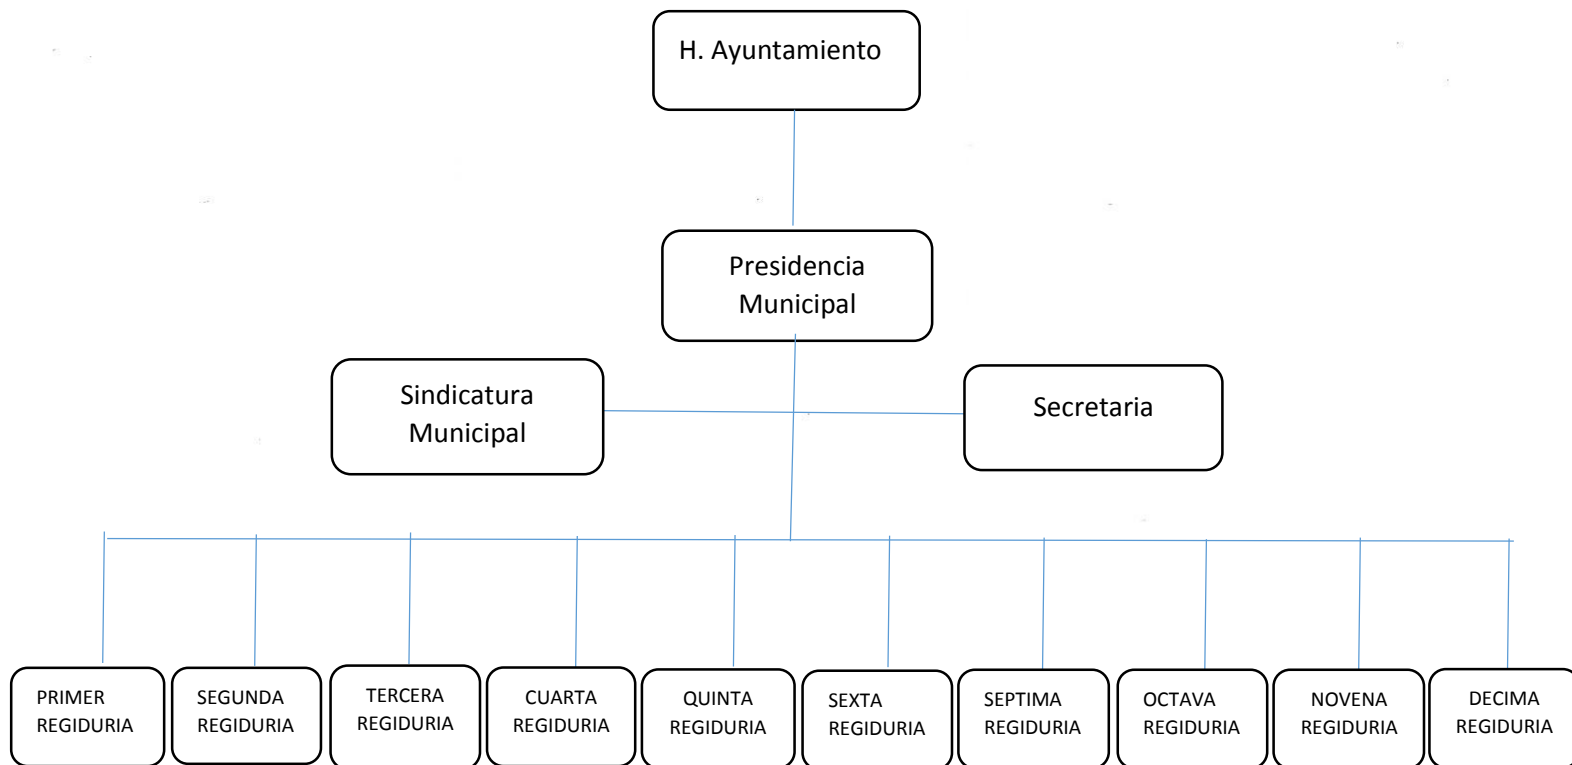 H. Ayuntamiento
Presidencia
Municipal
Sindicatura
Municipal
Secretaria
PRIMER
REGIDURIA
SEGUNDA
REGIDURIA
TERCERA
REGIDURIA
CUARTA
REGIDURIA
QUINTA
REGIDURIA
SEXTA
REGIDURIA
SEPTIMA
REGIDURIA
OCTAVA
REGIDURIA
NOVENA
REGIDURIA
DECIMA
REGIDURIA